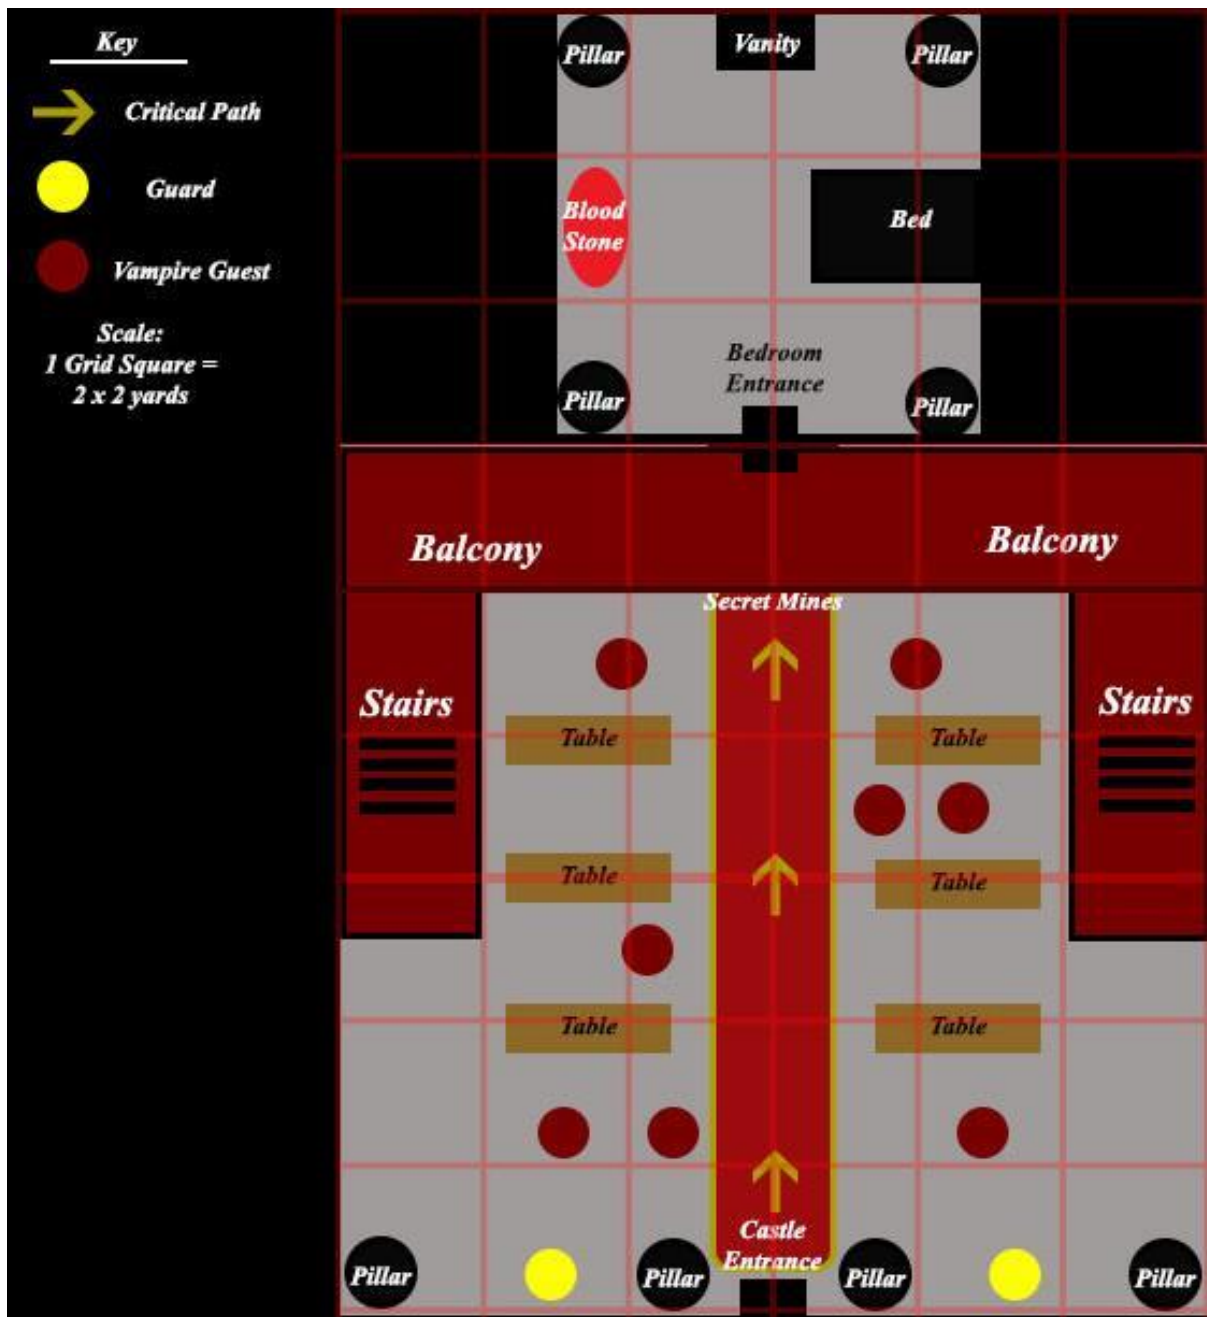 Key
Critical Path
Guard
Vampire Guest
Scale:
1 Grid Square =
2 x 2 yards
Pillar
Vanity
Pillar
Blood
Stone
Bed
Bedroom
Entrance
Pillar
Pillar
Balcony
Balcony
Secret Mines
Stairs
Stairs
Table
Table
Table
Table
Table
Table
Castle
Entrance
Pillar
Pillar
Pillar
Pillar